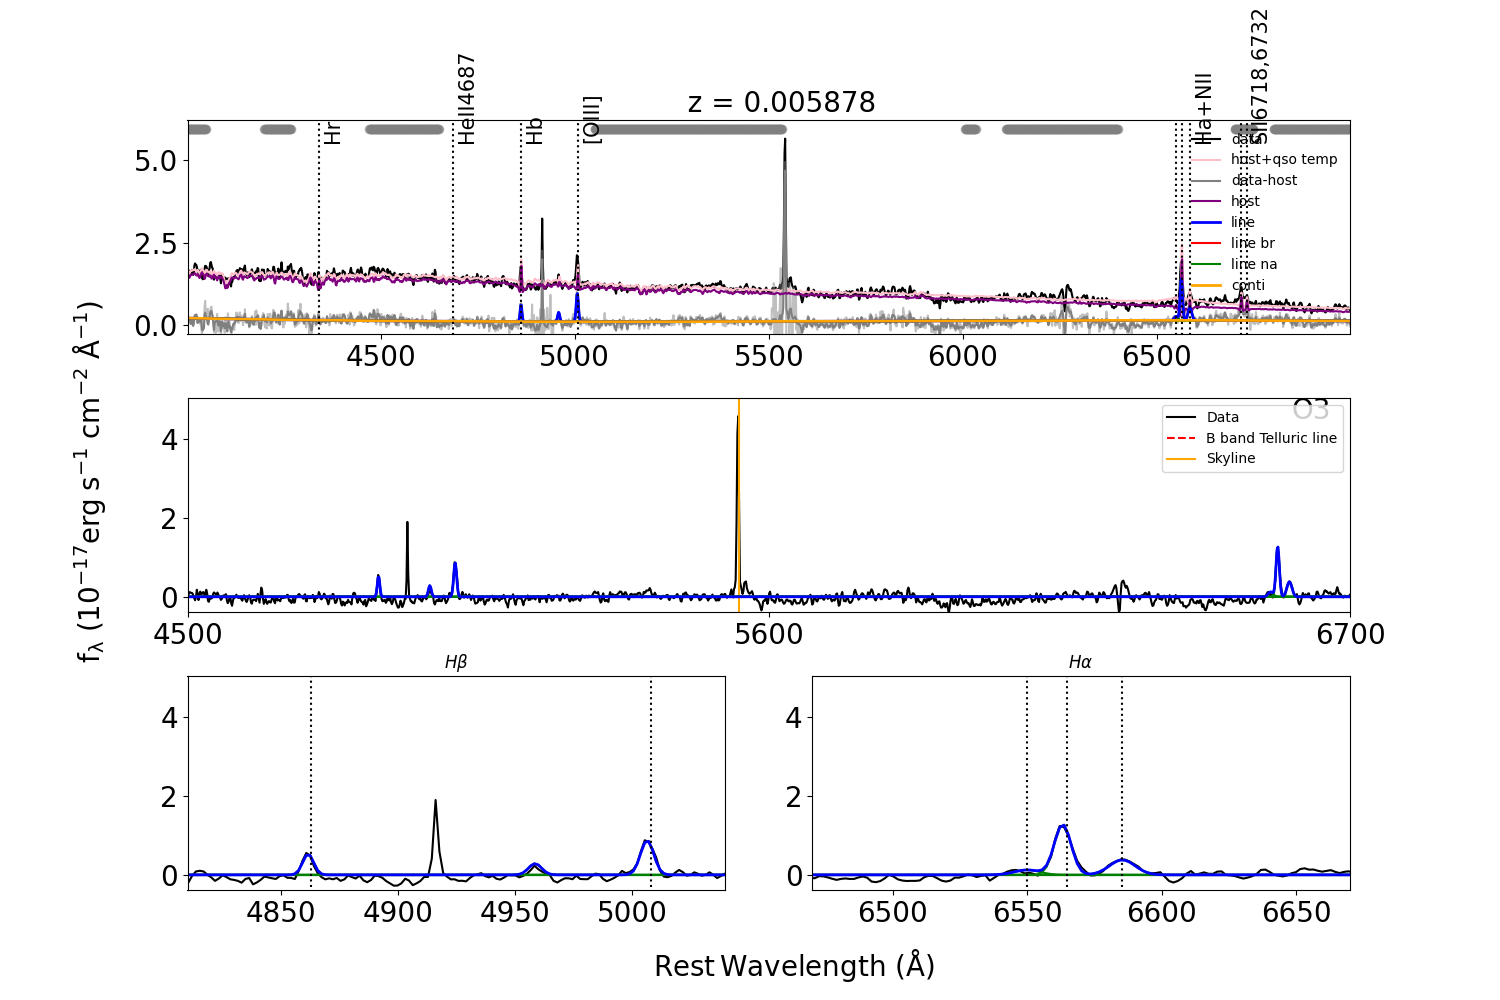 z = 0.005878
Hr
HeII4687
Hb
[OIII]
Ha+NII
SII6718,6732
data
host+qso temp
data-host
host
line
line br
line na
conti
5.0
2.5
0.0
4500 5000 5500 6000 6500
fλ (10−17erg s−1 cm−2 Å−1)
O3
Data
B band Telluric line
Skyline
4
2
0
4500 5600 6700
Hβ
4
2
0
4850 4900 4950 5000
Hα
4
2
0
6500 6550 6600 6650
Rest Wavelength (Å)